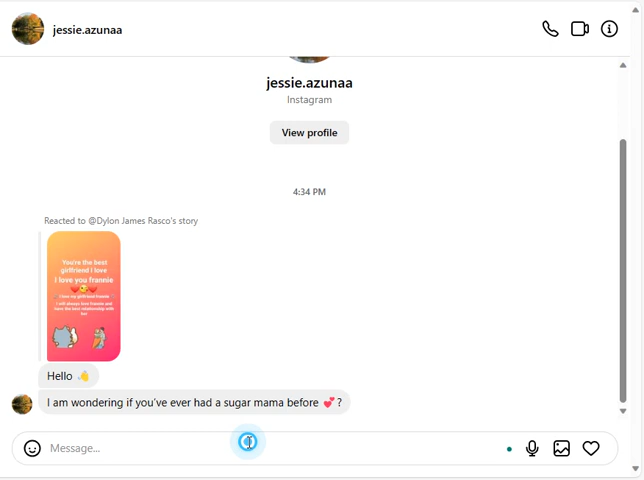 jessie.azunaa
jessie.azunaa
Instagram
View profile
4:34 PM
Reacted to @Dylon James Rasco's story
You're the best
girlfriend I love
I love you frannie
I love my girlfriend frannie
I will always love frannie and
have the best relationship with
her
Hello 👋
I am wondering if you've ever had a sugar mama before 💕?
Message...